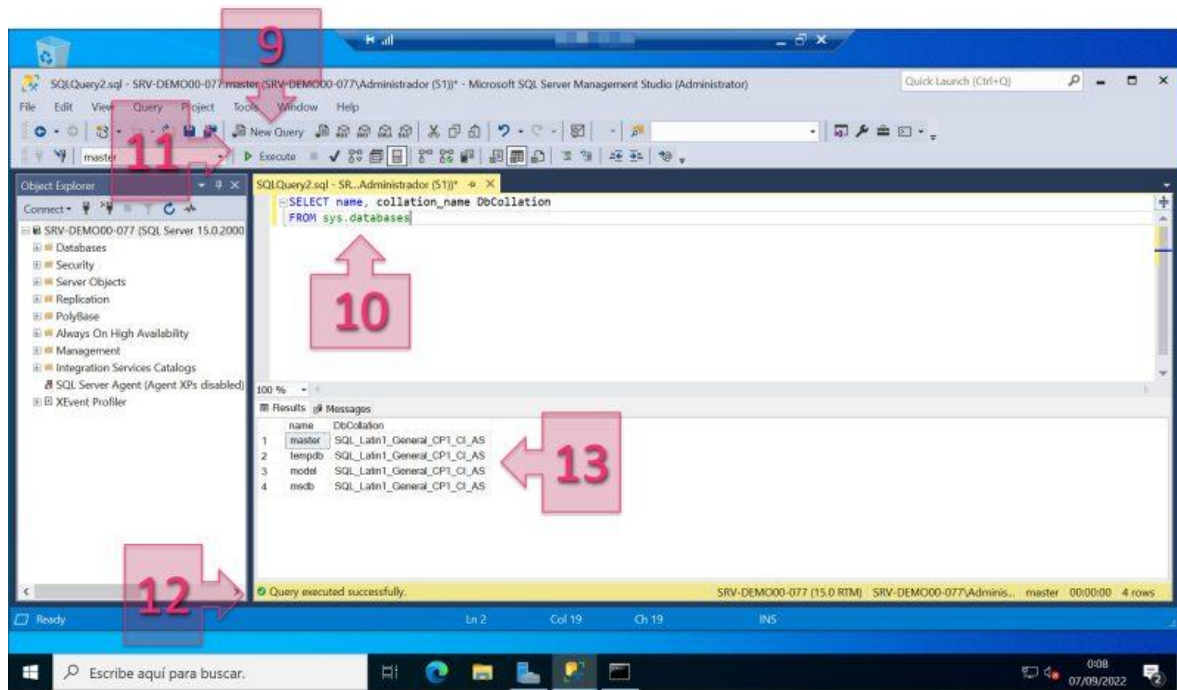 9
SQLQuery2.sql - SRV-DEMO00-077.master (SRV-DEMO00-077\Administrador (51))* - Microsoft SQL Server Management Studio (Administrator)
Quick Launch (Ctrl+Q)
File Edit View Query Project Tools Window Help
New Query
11
master
Execute
Object Explorer
SQLQuery2.sql - SR...Administrador (51))*
Connect
SELECT name, collation_name DbCollation
FROM sys.databases
SRV-DEMO00-077 (SQL Server 15.0.2000
Databases
Security
Server Objects
Replication
PolyBase
Always On High Availability
Management
Integration Services Catalogs
SQL Server Agent (Agent XPs disabled)
XEvent Profiler
10
100 %
Results Messages
name DbCollation
1 master SQL_Latin1_General_CP1_CI_AS
2 tempdb SQL_Latin1_General_CP1_CI_AS
3 model SQL_Latin1_General_CP1_CI_AS
4 msdb SQL_Latin1_General_CP1_CI_AS
13
12
Query executed successfully.
SRV-DEMO00-077 (15.0 RTM) SRV-DEMO00-077\Adminis... master 00:00:00 4 rows
Ready Ln 2 Col 19 Ch 19 INS
Escribe aquí para buscar.
0:08
07/09/2022
2